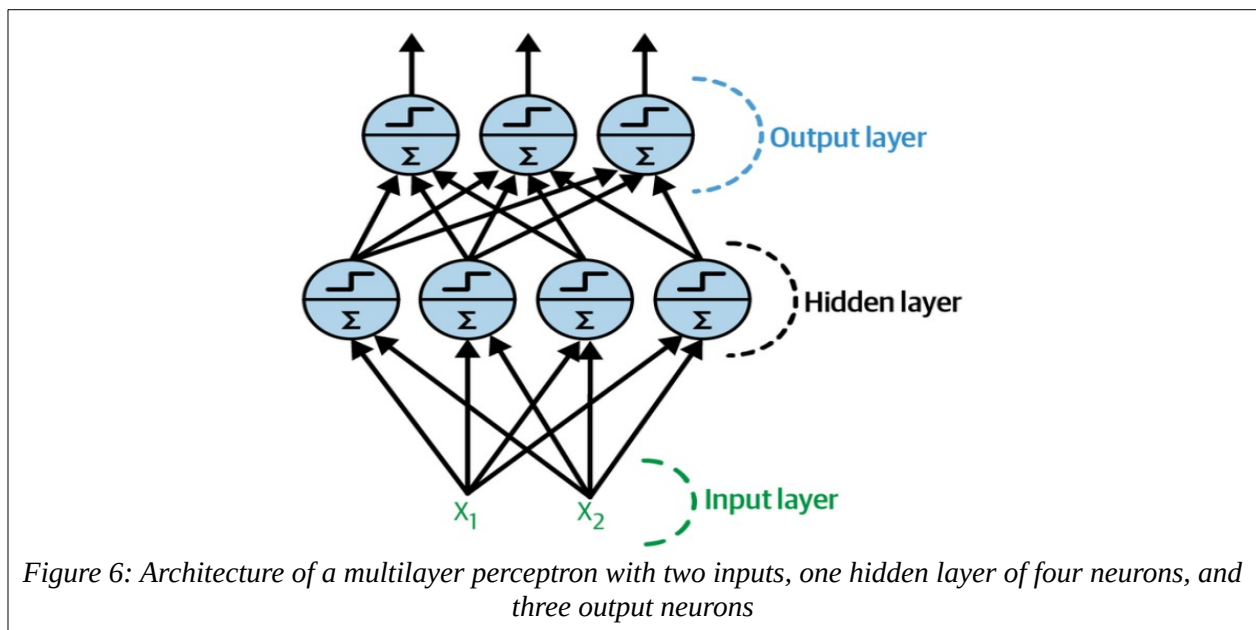 Σ Σ Σ
Output layer
Σ Σ Σ Σ
Hidden layer
X₁ X₂
Input layer
Figure 6: Architecture of a multilayer perceptron with two inputs, one hidden layer of four neurons, and
three output neurons